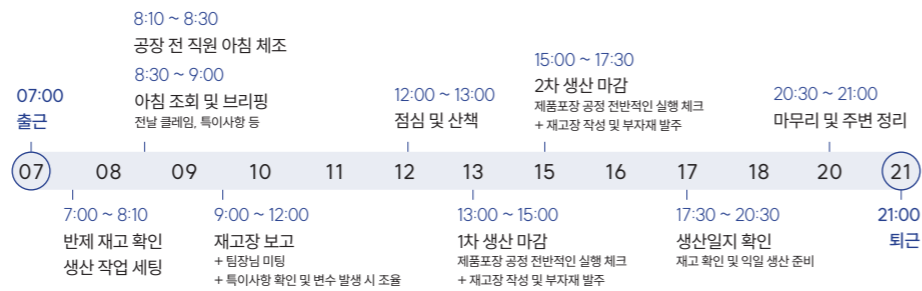 8:10 ~ 8:30
공장 전 직원 아침 체조
8:30 ~ 9:00
아침 조회 및 브리핑
전날 클레임, 특이사항 등
07:00
출근
12:00 ~ 13:00
점심 및 산책
15:00 ~ 17:30
2차 생산 마감
제품포장 공정 전반적인 실행 체크
+ 재고장 작성 및 부자재 발주
20:30 ~ 21:00
마무리 및 주변 정리
07 08 09 10 11 12 13 15 16 17 18 20 21
7:00 ~ 8:10
반제 재고 확인
생산 작업 세팅
9:00 ~ 12:00
재고장 보고
+ 팀장님 미팅
+ 특이사항 확인 및 변수 발생 시 조율
13:00 ~ 15:00
1차 생산 마감
제품포장 공정 전반적인 실행 체크
+ 재고장 작성 및 부자재 발주
17:30 ~ 20:30
생산일지 확인
재고 확인 및 익일 생산 준비
21:00
퇴근